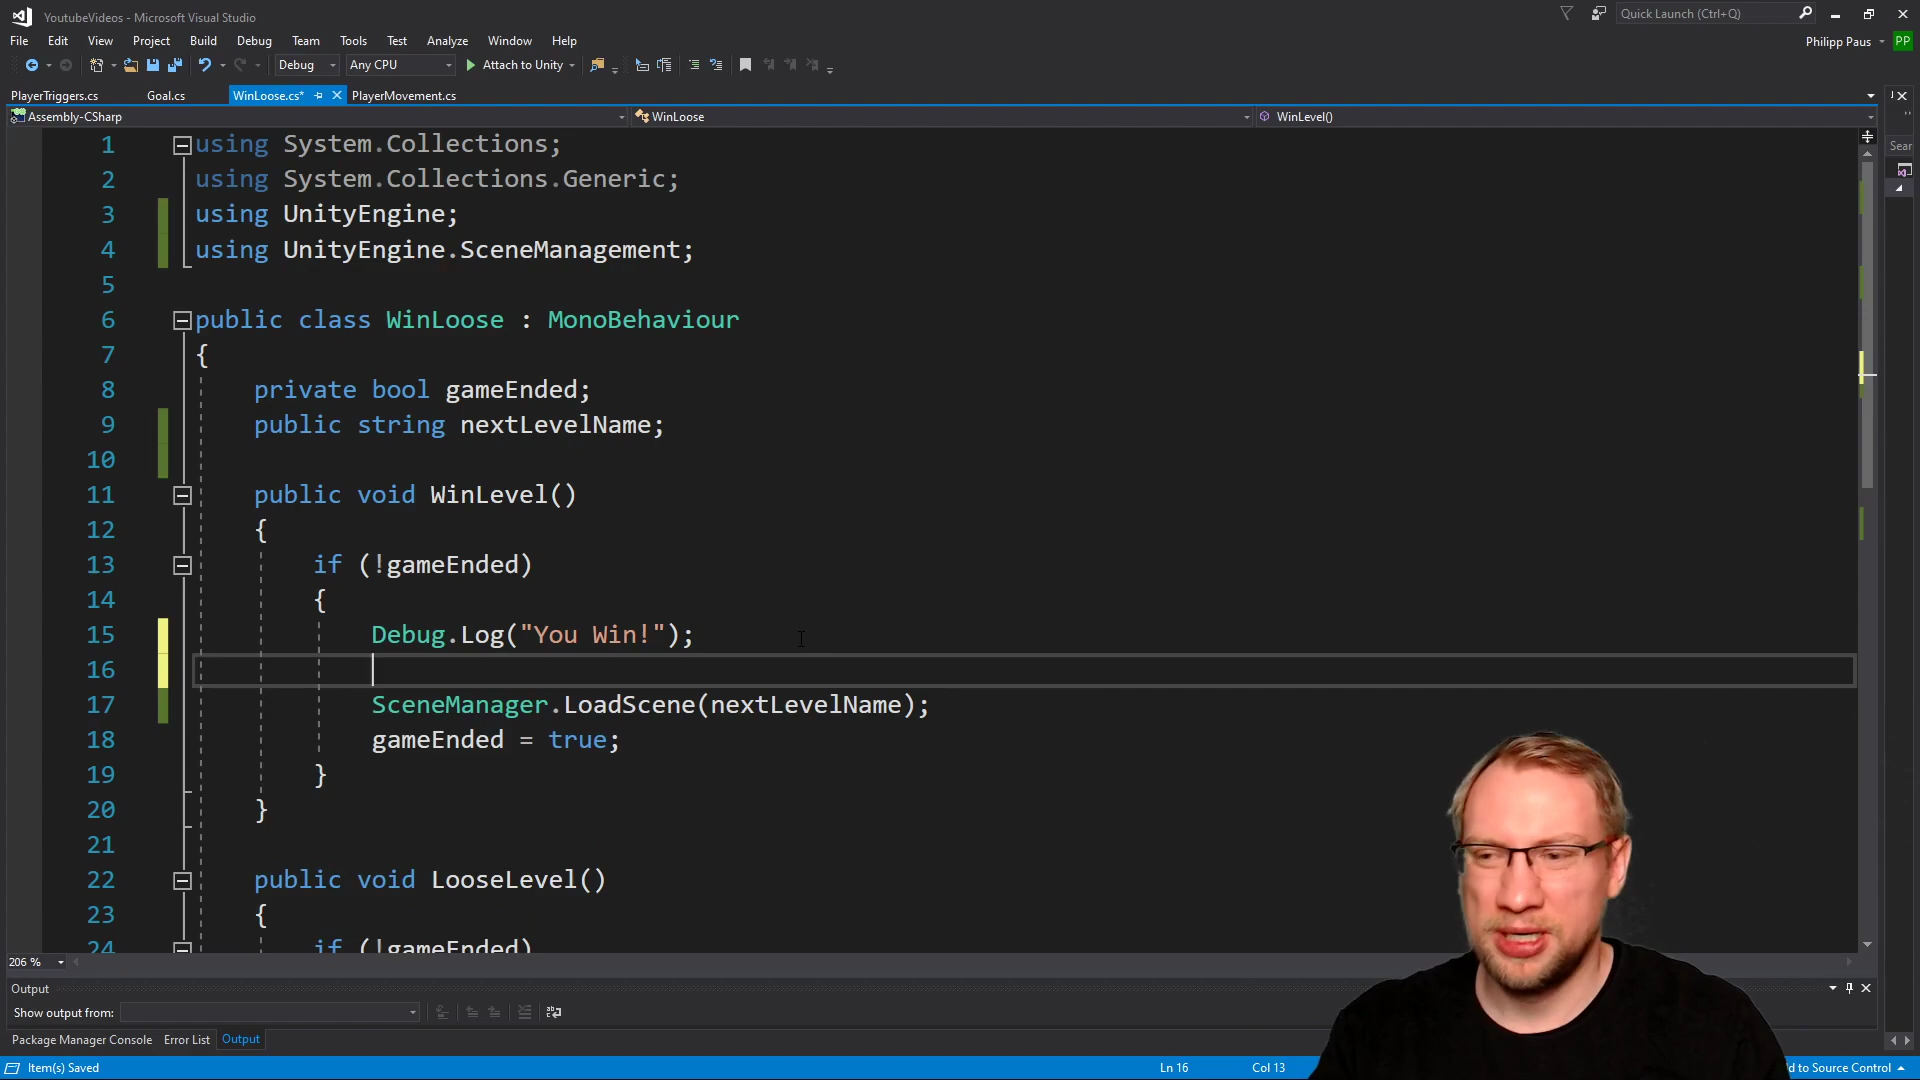 YoutubeVideos - Microsoft Visual Studio
Quick Launch (Ctrl+Q)
File Edit View Project Build Debug Team Tools Test Analyze Window Help
Philipp Paus PP
Debug Any CPU Attach to Unity
PlayerTriggers.cs Goal.cs WinLoose.cs* PlayerMovement.cs
Assembly-CSharp WinLoose WinLevel()
Sear
1 using System.Collections;
2 using System.Collections.Generic;
3 using UnityEngine;
4 using UnityEngine.SceneManagement;
5
6 public class WinLoose : MonoBehaviour
7 {
8 private bool gameEnded;
9 public string nextLevelName;
10
11 public void WinLevel()
12 {
13 if (!gameEnded)
14 {
15 Debug.Log("You Win!");
16
17 SceneManager.LoadScene(nextLevelName);
18 gameEnded = true;
19 }
20 }
21
22 public void LooseLevel()
23 {
24 if (!gameEnded)
206 %
Output
Show output from:
Package Manager Console Error List Output
Item(s) Saved Ln 16 Col 13 d to Source Control